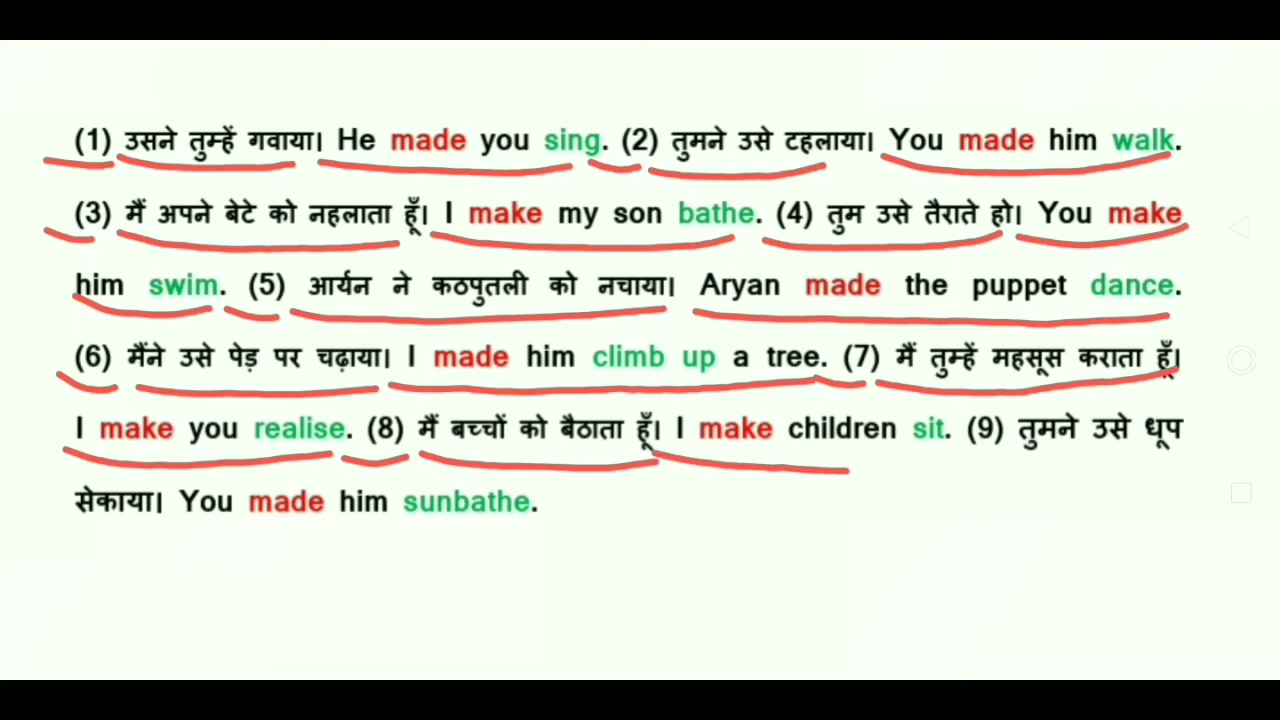 (1) उसने तुम्हें गवाया। He made you sing. (2) तुमने उसे टहलाया। You made him walk.
(3) मैं अपने बेटे को नहलाता हूँ। I make my son bathe. (4) तुम उसे तैराते हो। You make
him swim. (5) आर्यन ने कठपुतली को नचाया। Aryan made the puppet dance.
(6) मैंने उसे पेड़ पर चढ़ाया। I made him climb up a tree. (7) मैं तुम्हें महसूस कराता हूँ।
I make you realise. (8) मैं बच्चों को बैठाता हूँ। I make children sit. (9) तुमने उसे धूप
सेकाया। You made him sunbathe.